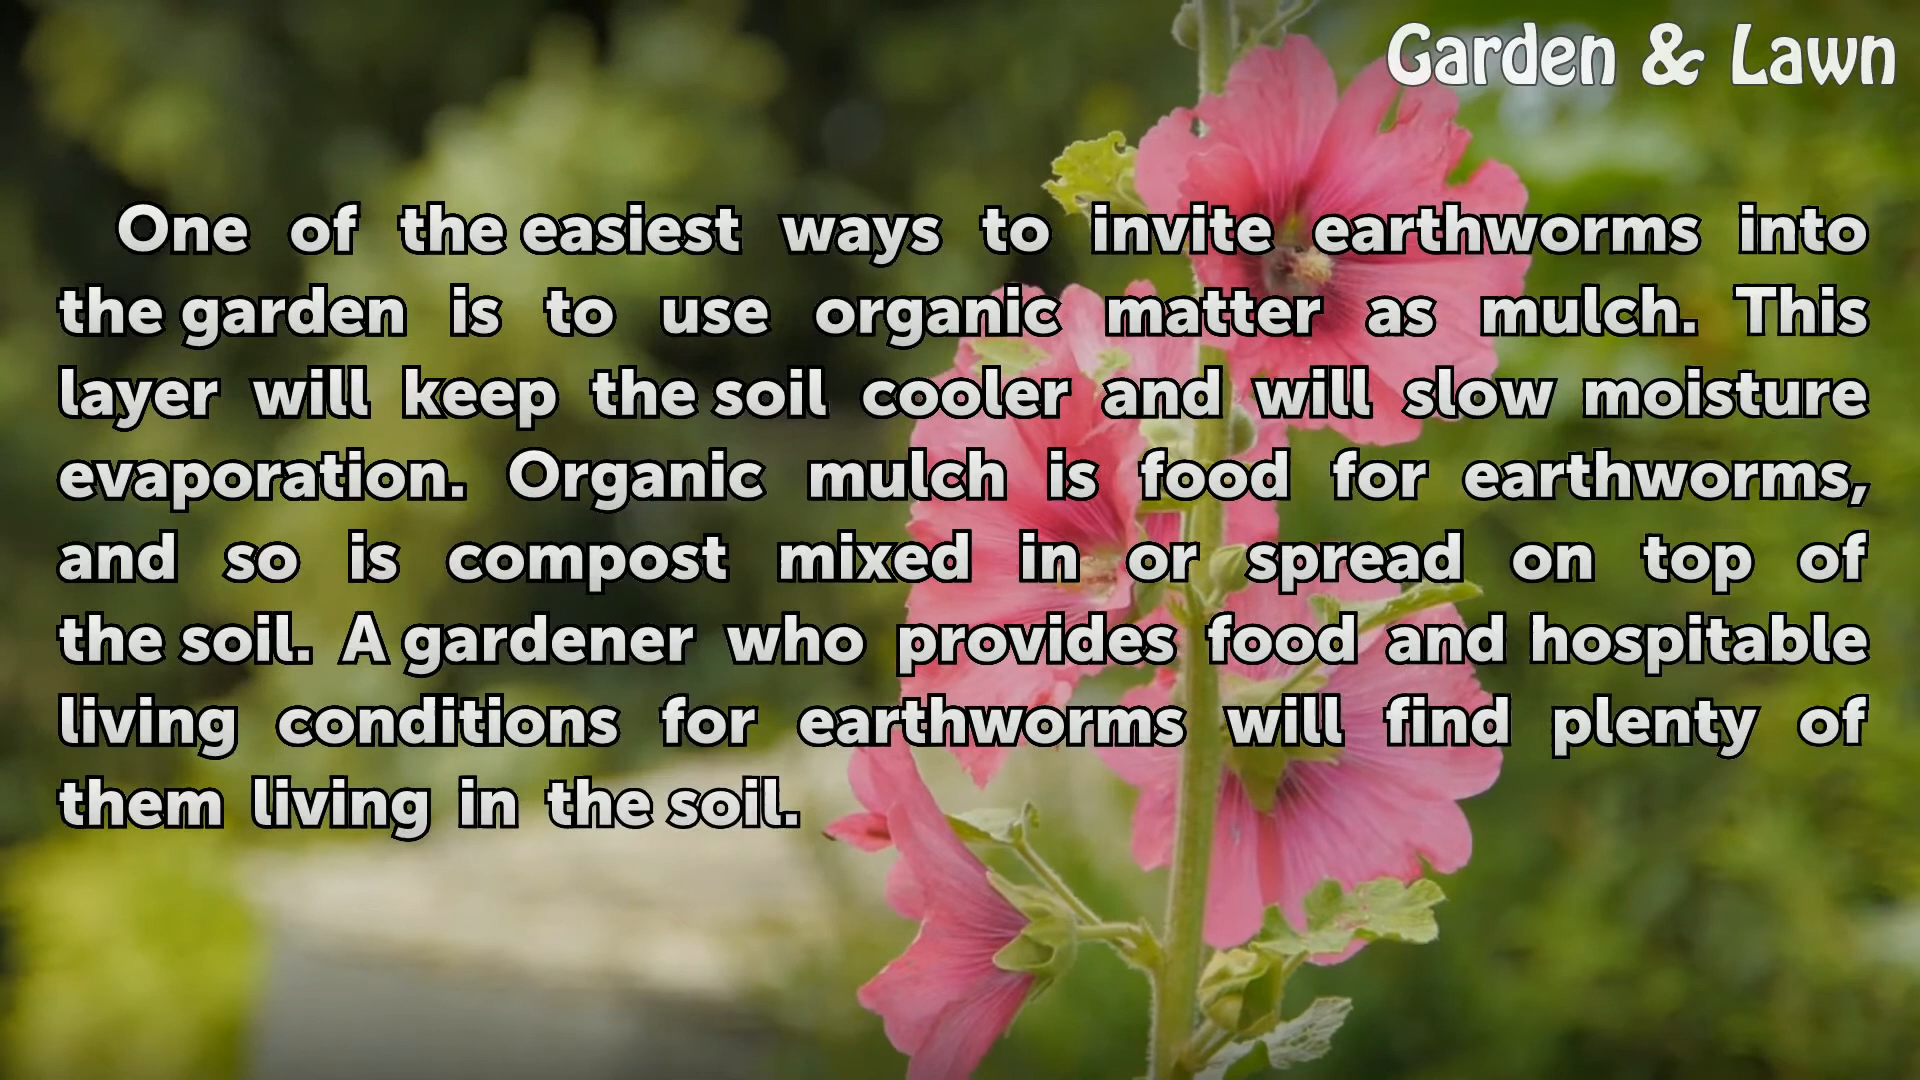 Garden & Lawn
One of the easiest ways to invite earthworms into
the garden is to use organic matter as mulch. This
layer will keep the soil cooler and will slow moisture
evaporation. Organic mulch is food for earthworms,
and so is compost mixed in or spread on top of
the soil. A gardener who provides food and hospitable
living conditions for earthworms will find plenty of
them living in the soil.